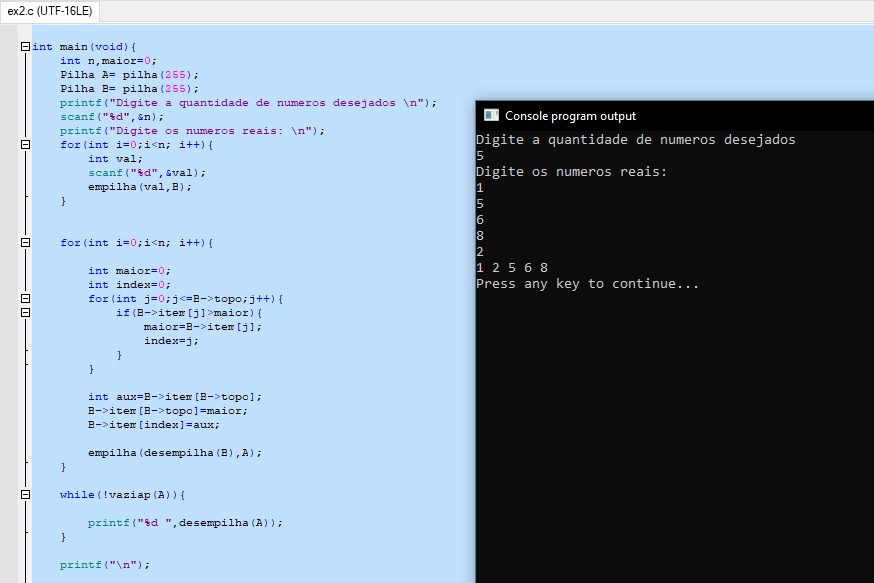 ex2.c (UTF-16LE)
int main(void){
int n,maior=0;
Pilha A= pilha(255);
Pilha B= pilha(255);
printf("Digite a quantidade de numeros desejados \n");
scanf("%d",&n);
printf("Digite os numeros reais: \n");
for(int i=0;i<n; i++){
int val;
scanf("%d",&val);
empilha(val,B);
}
for(int i=0;i<n; i++){
int maior=0;
int index=0;
for(int j=0;j<=B->topo;j++){
if(B->item[j]>maior){
maior=B->item[j];
index=j;
}
}
int aux=B->item[B->topo];
B->item[B->topo]=maior;
B->item[index]=aux;
empilha(desempilha(B),A);
}
while(!vaziap(A)){
printf("%d ",desempilha(A));
}
printf("\n");
Console program output
Digite a quantidade de numeros desejados
5
Digite os numeros reais:
1
5
6
8
2
1 2 5 6 8
Press any key to continue...